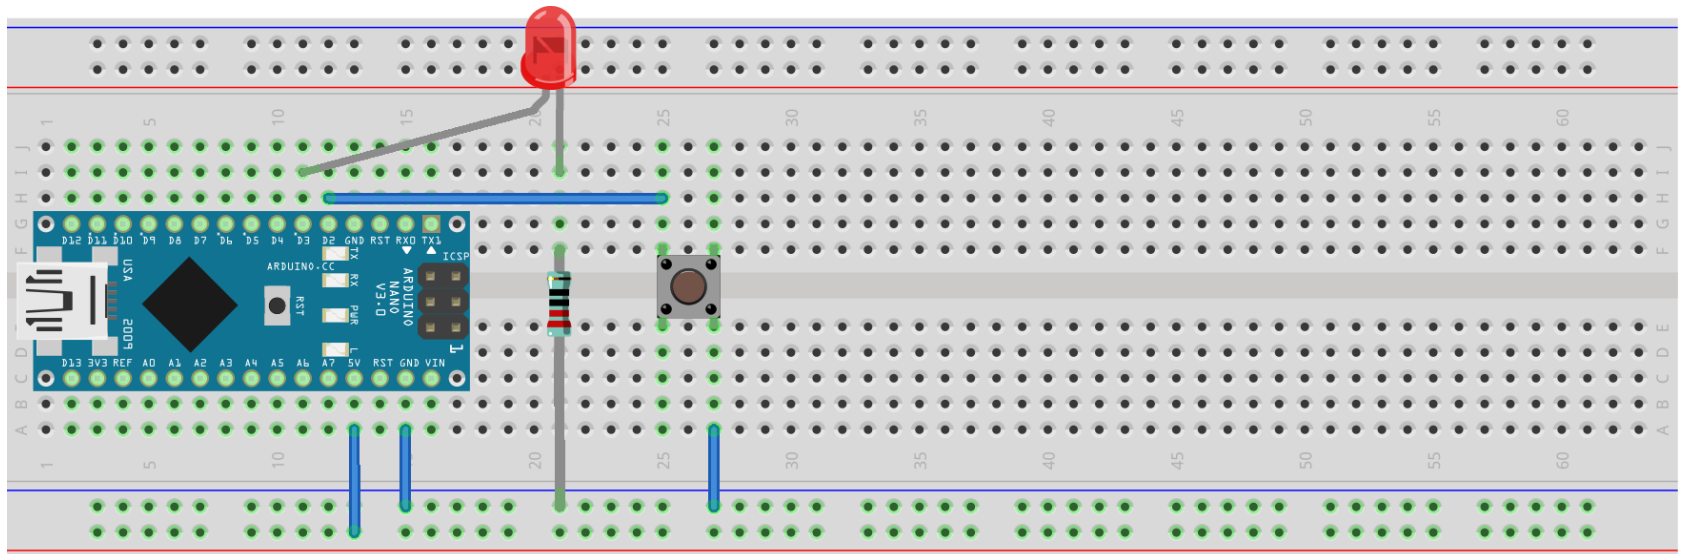 1 5 10 15 20 25 30 35 40 45 50 55 60
J J
I I
H H
G G
F F
D12 D11 D10 D9 D8 D7 D6 D5 D4 D3 D2 GND RST RX0 TX1
ICSP
TX
RX
PWR
L
USA
2005
ARDUINO.CC
RST
ARDUINO
NANO
V3.0
1
D13 3V3 REF A0 A1 A2 A3 A4 A5 A6 A7 5V RST GND VIN
E
D D
C C
B B
A A
1 5 10 15 20 25 30 35 40 45 50 55 60